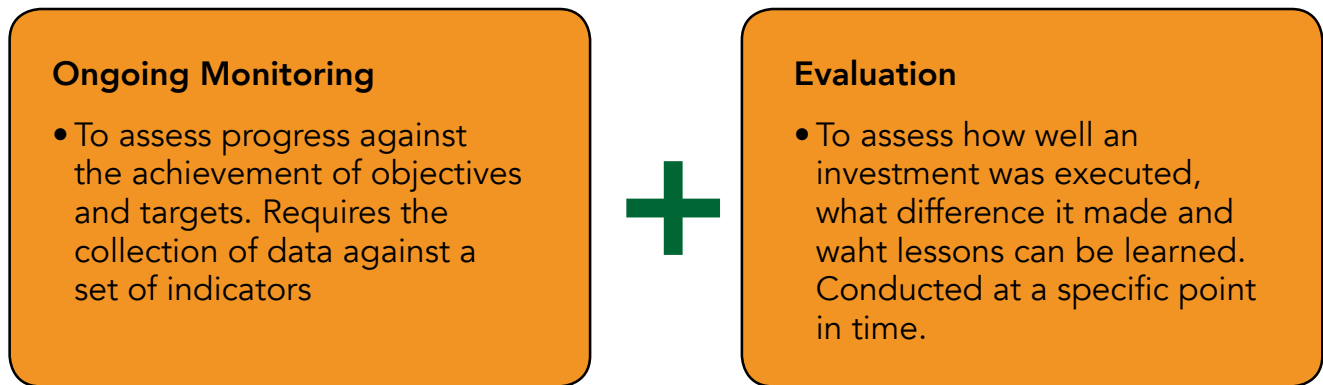 Ongoing Monitoring
• To assess progress against
the achievement of objectives
and targets. Requires the
collection of data against a
set of indicators
Evaluation
• To assess how well an
investment was executed,
what difference it made and
waht lessons can be learned.
Conducted at a specific point
in time.